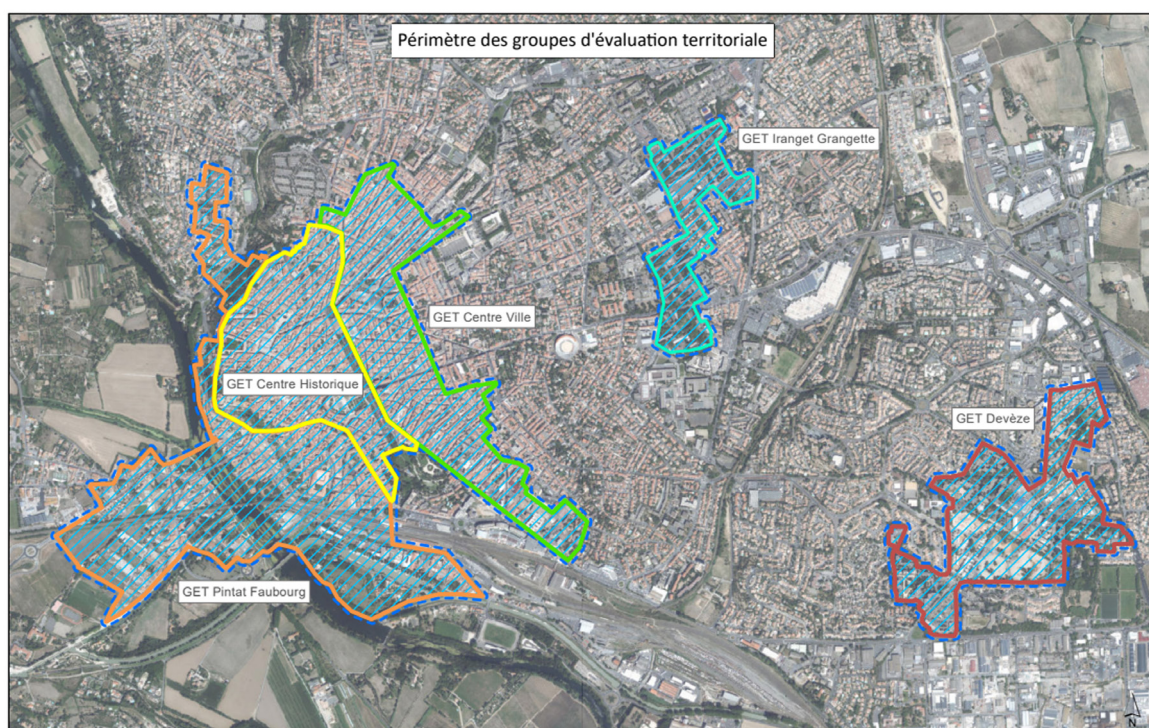 Périmètre des groupes d'évaluation territoriale
GET Iranget Grangette
GET Centre Ville
GET Centre Historique
GET Devèze
GET Pintat Faubourg